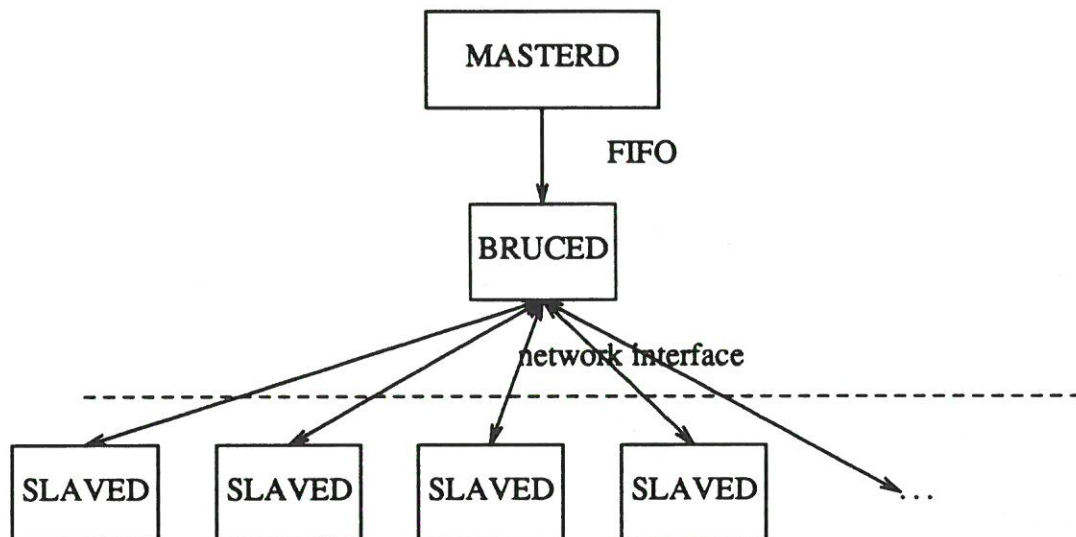 MASTERD
FIFO
BRUCED
network interface
SLAVED SLAVED SLAVED SLAVED ...